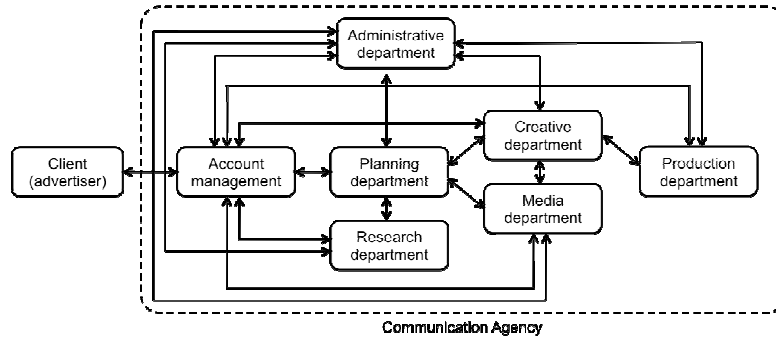 Administrative
department
Creative
department
Client
(advertiser)
Account
management
Planning
department
Production
department
Media
department
Research
department
Communication Agency